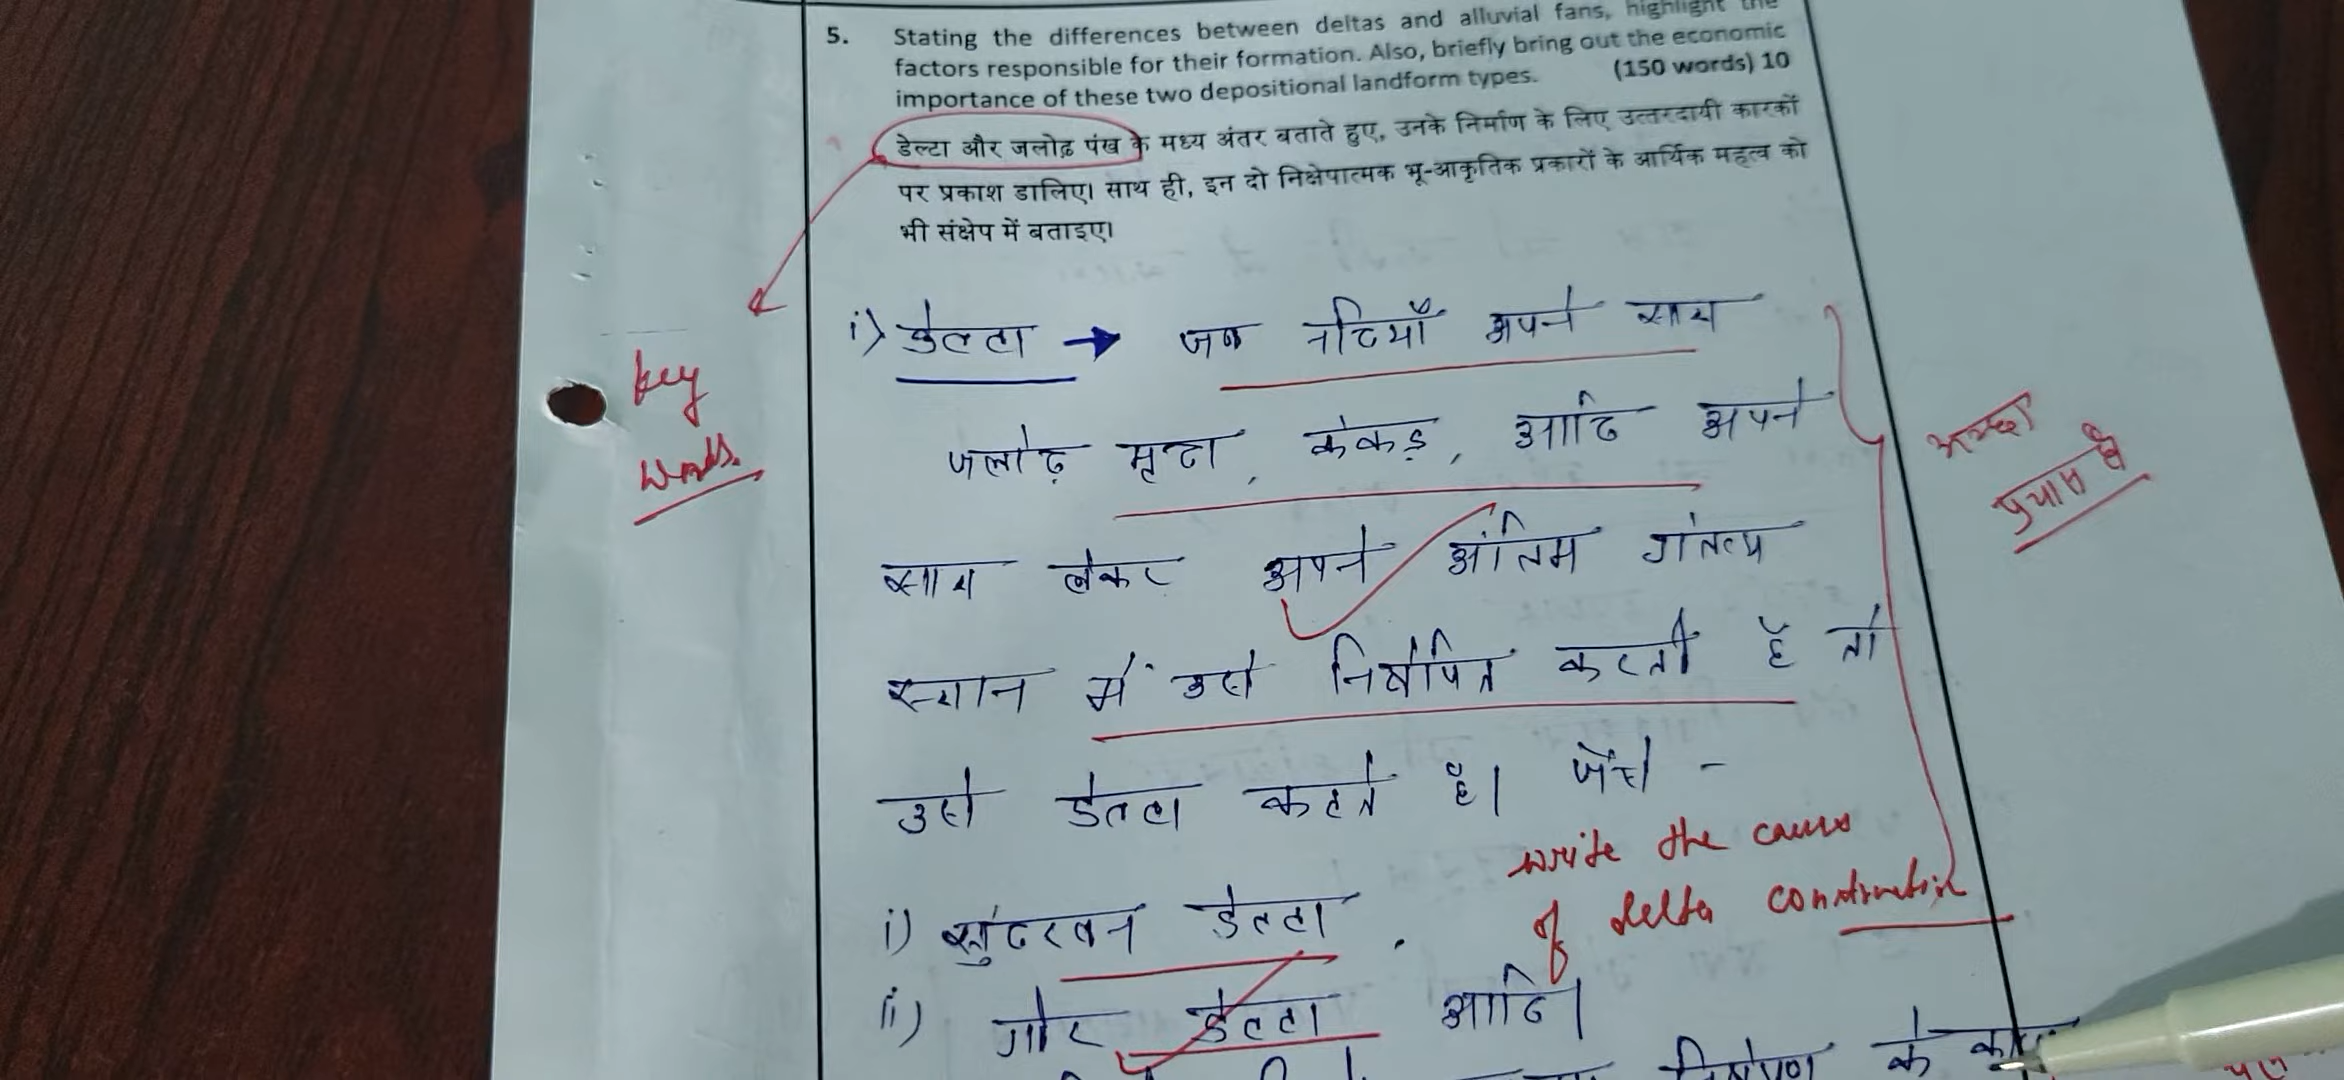 5. Stating the differences between deltas and alluvial fans, highlight the
factors responsible for their formation. Also, briefly bring out the economic
importance of these two depositional landform types. (150 words) 10
डेल्टा और जलोढ़ पंख के मध्य अंतर बताते हुए, उनके निर्माण के लिए उत्तरदायी कारकों
पर प्रकाश डालिए। साथ ही, इन दो निक्षेपात्मक भू-आकृतिक प्रकारों के आर्थिक महत्व को
भी संक्षेप में बताइए।
key
words.
i) डेल्टा → जब नदियाँ अपने साथ
जलोढ़ मृदा, कंकड़, आदि अपने
अच्छा
प्रयास है
साथ लेकर अपने अंतिम गंतव्य
स्थान में उसे निक्षेपित करती है तो
उसे डेल्टा कहते है। जैसे -
write the causes
of delta construction
i) सुंदरवन डेल्टा.
ii) डेल्टा आदि।
निक्षेपण के